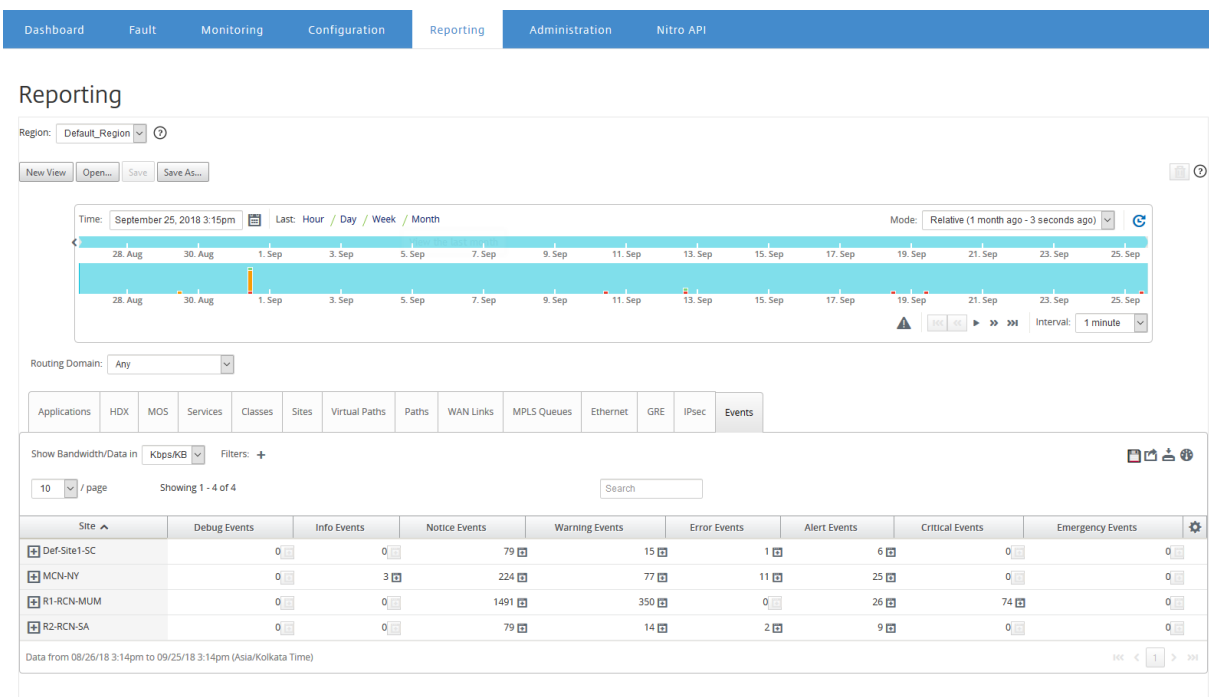 Dashboard Fault Monitoring Configuration Reporting Administration Nitro API
Reporting
Region: Default_Region ?
New View Open... Save Save As... ?
Time: September 25, 2018 3:15pm Last: Hour / Day / Week / Month Mode: Relative (1 month ago - 3 seconds ago)
28. Aug 30. Aug 1. Sep 3. Sep 5. Sep 7. Sep 9. Sep 11. Sep 13. Sep 15. Sep 17. Sep 19. Sep 21. Sep 23. Sep 25. Sep
28. Aug 30. Aug 1. Sep 3. Sep 5. Sep 7. Sep 9. Sep 11. Sep 13. Sep 15. Sep 17. Sep 19. Sep 21. Sep 23. Sep 25. Sep
Interval: 1 minute
Routing Domain: Any
Applications HDX MOS Services Classes Sites Virtual Paths Paths WAN Links MPLS Queues Ethernet GRE IPsec Events
Show Bandwidth/Data in Kbps/KB Filters: +
10 / page Showing 1 - 4 of 4 Search
Site Debug Events Info Events Notice Events Warning Events Error Events Alert Events Critical Events Emergency Events
Def-Site1-SC 0 0 79 15 1 6 0 0
MCN-NY 0 3 224 77 11 25 0 0
R1-RCN-MUM 0 0 1491 350 0 26 74 0
R2-RCN-SA 0 0 79 14 2 9 0 0
Data from 08/26/18 3:14pm to 09/25/18 3:14pm (Asia/Kolkata Time) 1